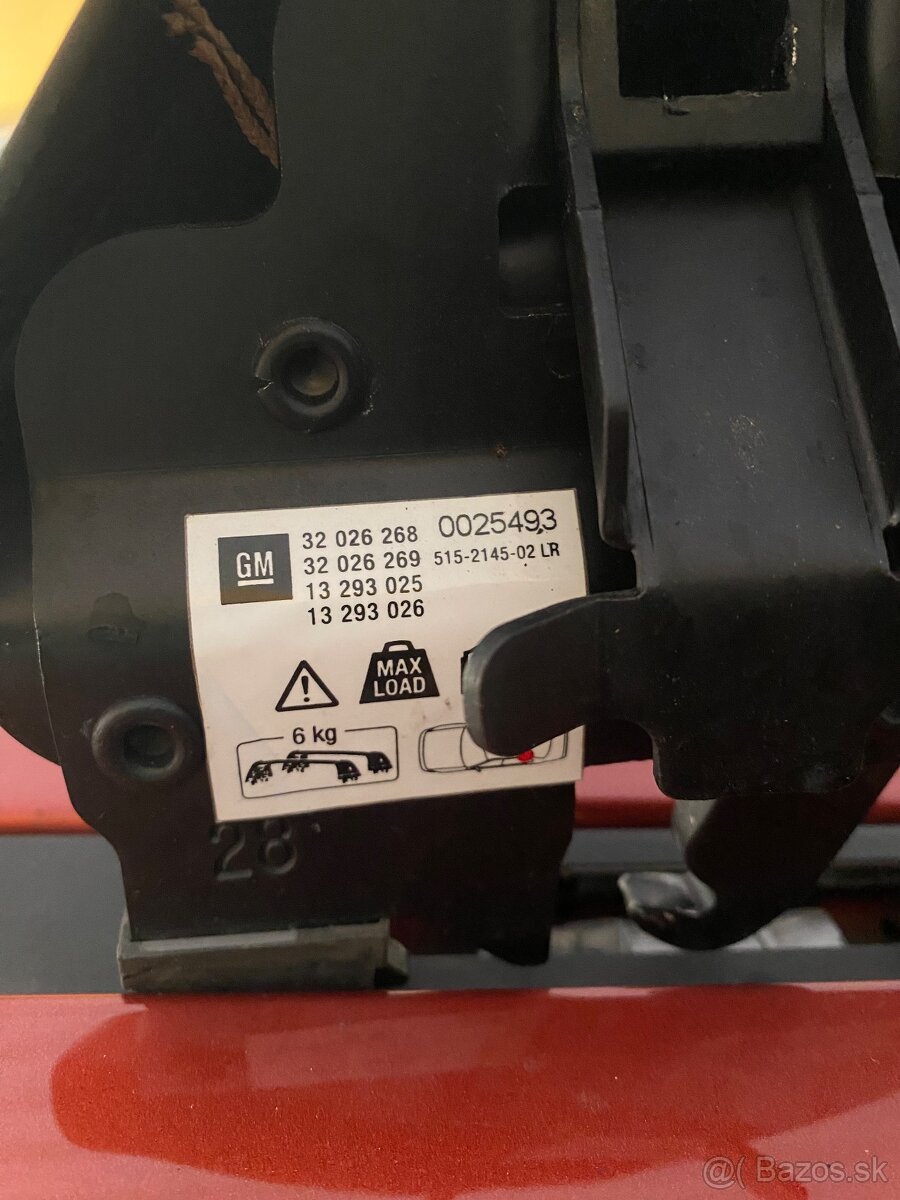 GM
32 026 268 0025493
32 026 269 515-2145-02 LR
13 293 025
13 293 026
MAX
LOAD
6 kg
28
@( Bazos.sk